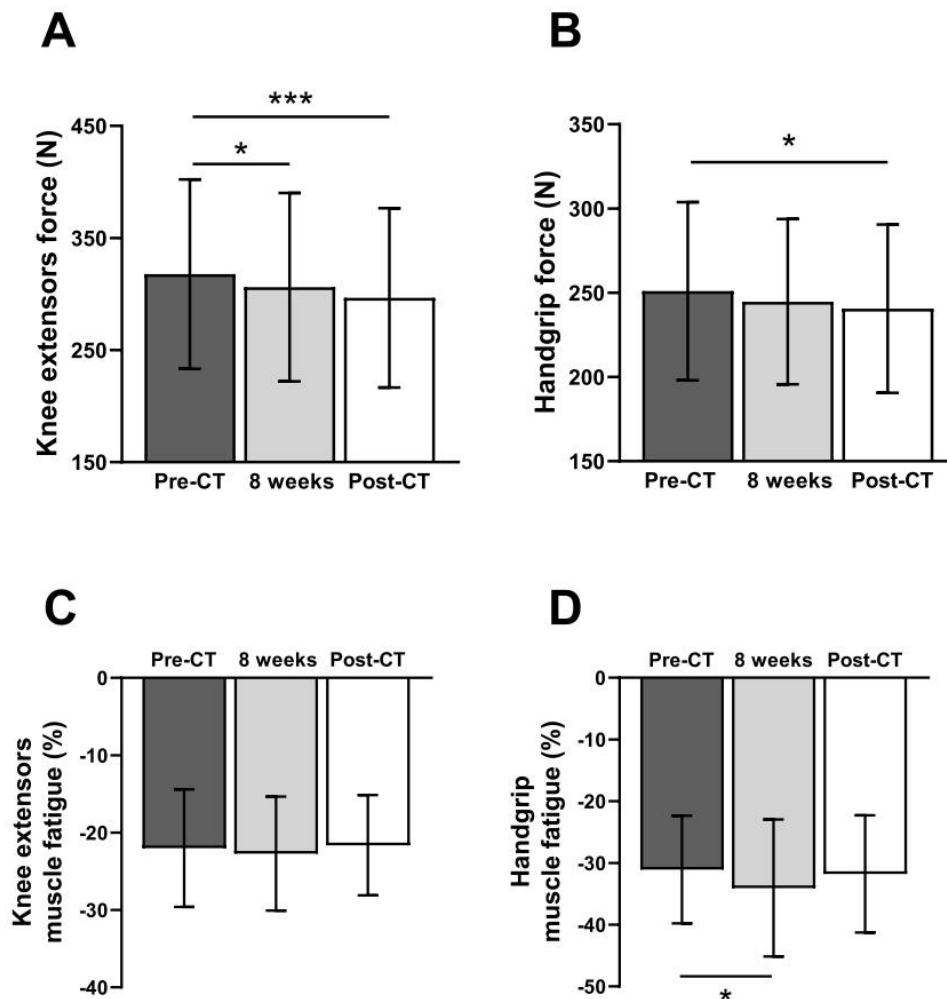 A
Knee extensors force (N)
***
*
450
350
250
150
Pre-CT 8 weeks Post-CT
B
Handgrip force (N)
*
350
300
250
200
150
Pre-CT 8 weeks Post-CT
C
Knee extensors
muscle fatigue (%)
Pre-CT 8 weeks Post-CT
0
-10
-20
-30
-40
D
Handgrip
muscle fatigue (%)
Pre-CT 8 weeks Post-CT
0
-10
-20
-30
-40
-50
*